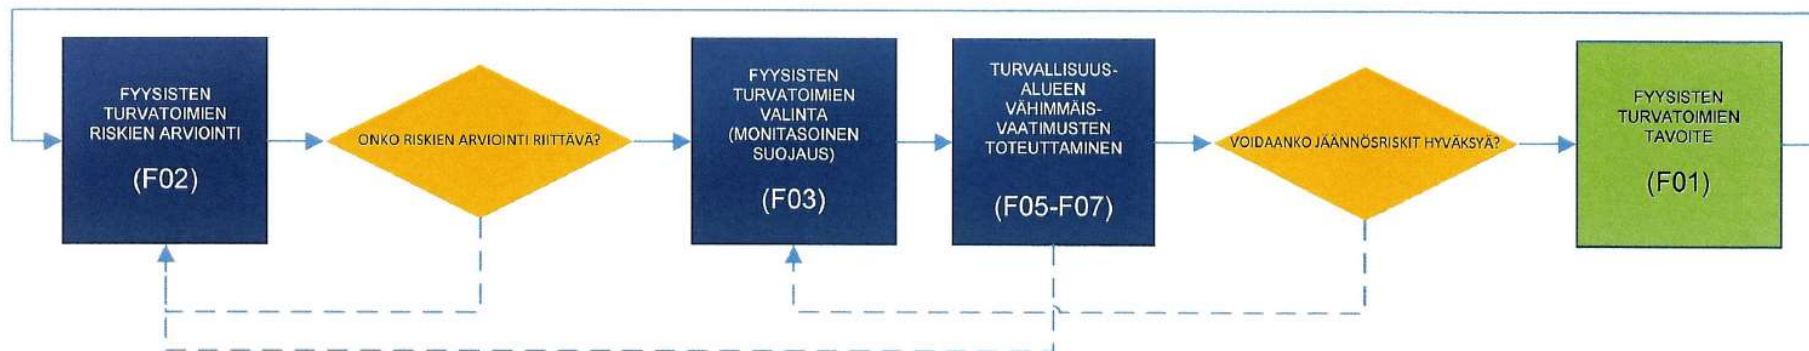 FYYSISTEN
TURVATOIMIEN
RISKIEN ARVIOINTI
(F02)
ONKO RISKIEN ARVIOINTI RIITTÄVÄ?
FYYSISTEN
TURVATOIMIEN
VALINTA
(MONITASOINEN
SUOJAUS)
(F03)
TURVALLISUUS-
ALUEEN
VÄHIMMÄIS-
VAATIMUSTEN
TOTEUTTAMINEN
(F05-F07)
VOIDAANKO JÄÄNNÖSRISKIT HYVÄKSYÄ?
FYYSISTEN
TURVATOIMIEN
TAVOITE
(F01)